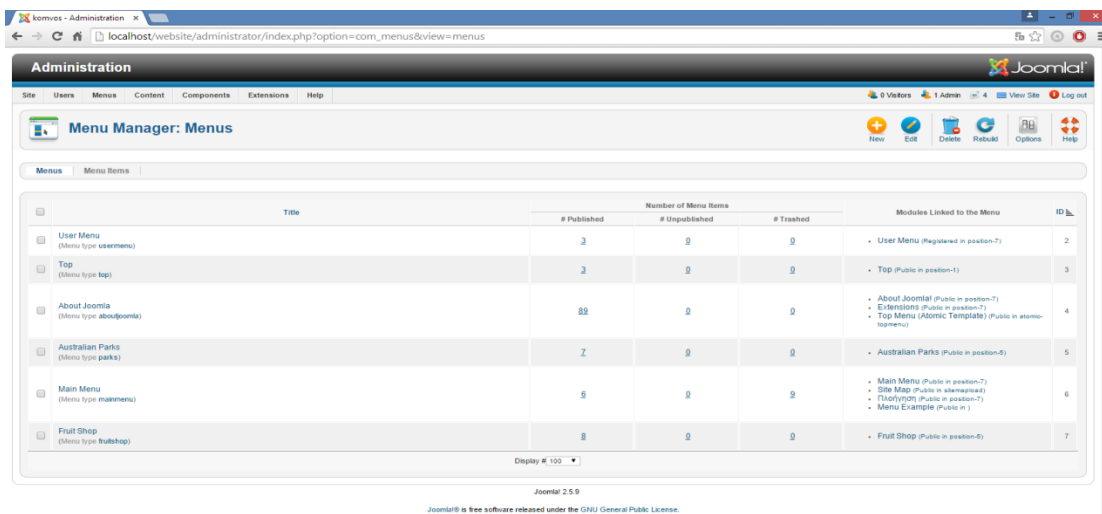 komvos - Administration
localhost/website/administrator/index.php?option=com_menus&view=menus
Administration
Joomla!
Site Users Menus Content Components Extensions Help
0 Visitors 1 Admin 4 View Site Log out
Menu Manager: Menus
New Edit Delete Rebuild Options Help
Menus Menu Items
Title
Number of Menu Items
# Published # Unpublished # Trashed
Modules Linked to the Menu
ID
User Menu
(Menu type usermenu)
3 0 0
User Menu (Registered in position-7)
2
Top
(Menu type top)
3 0 0
Top (Public in position-1)
3
About Joomla
(Menu type aboutjoomla)
89 0 0
About Joomla! (Public in position-7)
Extensions (Public in position-7)
Top Menu (Atomic Template) (Public in atomic-
topmenu)
4
Australian Parks
(Menu type parks)
7 0 0
Australian Parks (Public in position-5)
5
Main Menu
(Menu type mainmenu)
6 0 9
Main Menu (Public in position-7)
Site Map (Public in sitemapload)
Πλοήγηση (Public in position-7)
Menu Example (Public in )
6
Fruit Shop
(Menu type fruitshop)
8 0 0
Fruit Shop (Public in position-5)
7
Display # 100
Joomla! 2.5.9
Joomla!® is free software released under the GNU General Public License.